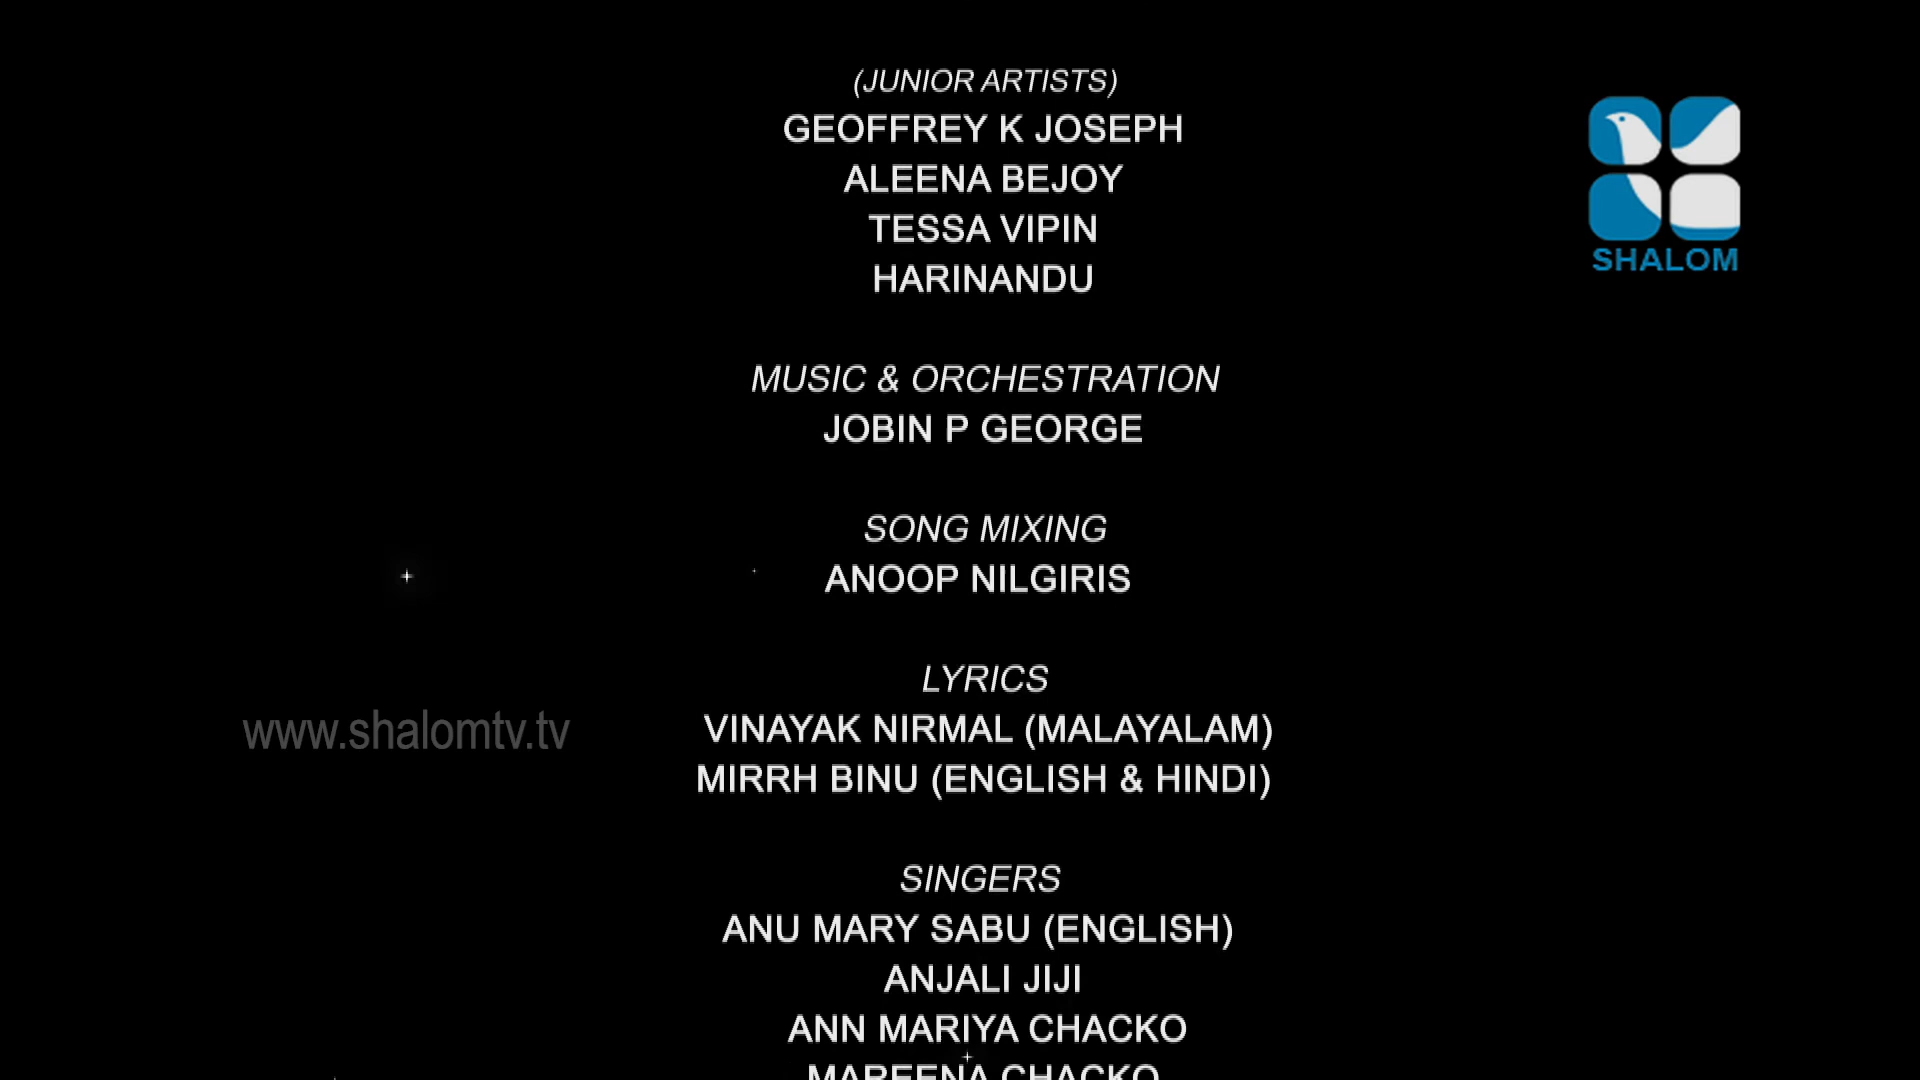 (JUNIOR ARTISTS)
GEOFFREY K JOSEPH
ALEENA BEJOY
TESSA VIPIN
HARINANDU
MUSIC & ORCHESTRATION
JOBIN P GEORGE
SONG MIXING
ANOOP NILGIRIS
LYRICS
VINAYAK NIRMAL (MALAYALAM)
MIRRH BINU (ENGLISH & HINDI)
SINGERS
ANU MARY SABU (ENGLISH)
ANJALI JIJI
ANN MARIYA CHACKO
MAREENA CHACKO
SHALOM
www.shalomtv.tv